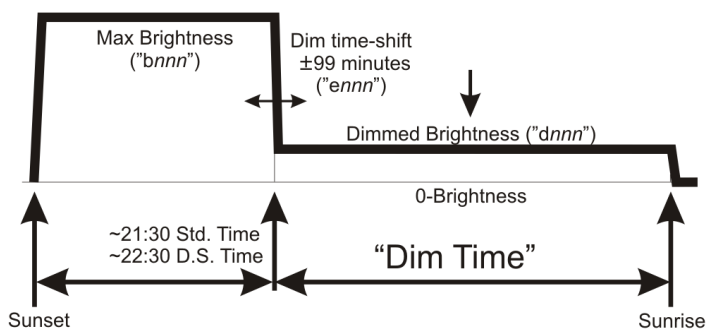 Max Brightness
("bnnn")
Dim time-shift
±99 minutes
("ennn")
Dimmed Brightness ("dnnn")
0-Brightness
~21:30 Std. Time
~22:30 D.S. Time
“Dim Time”
Sunset
Sunrise